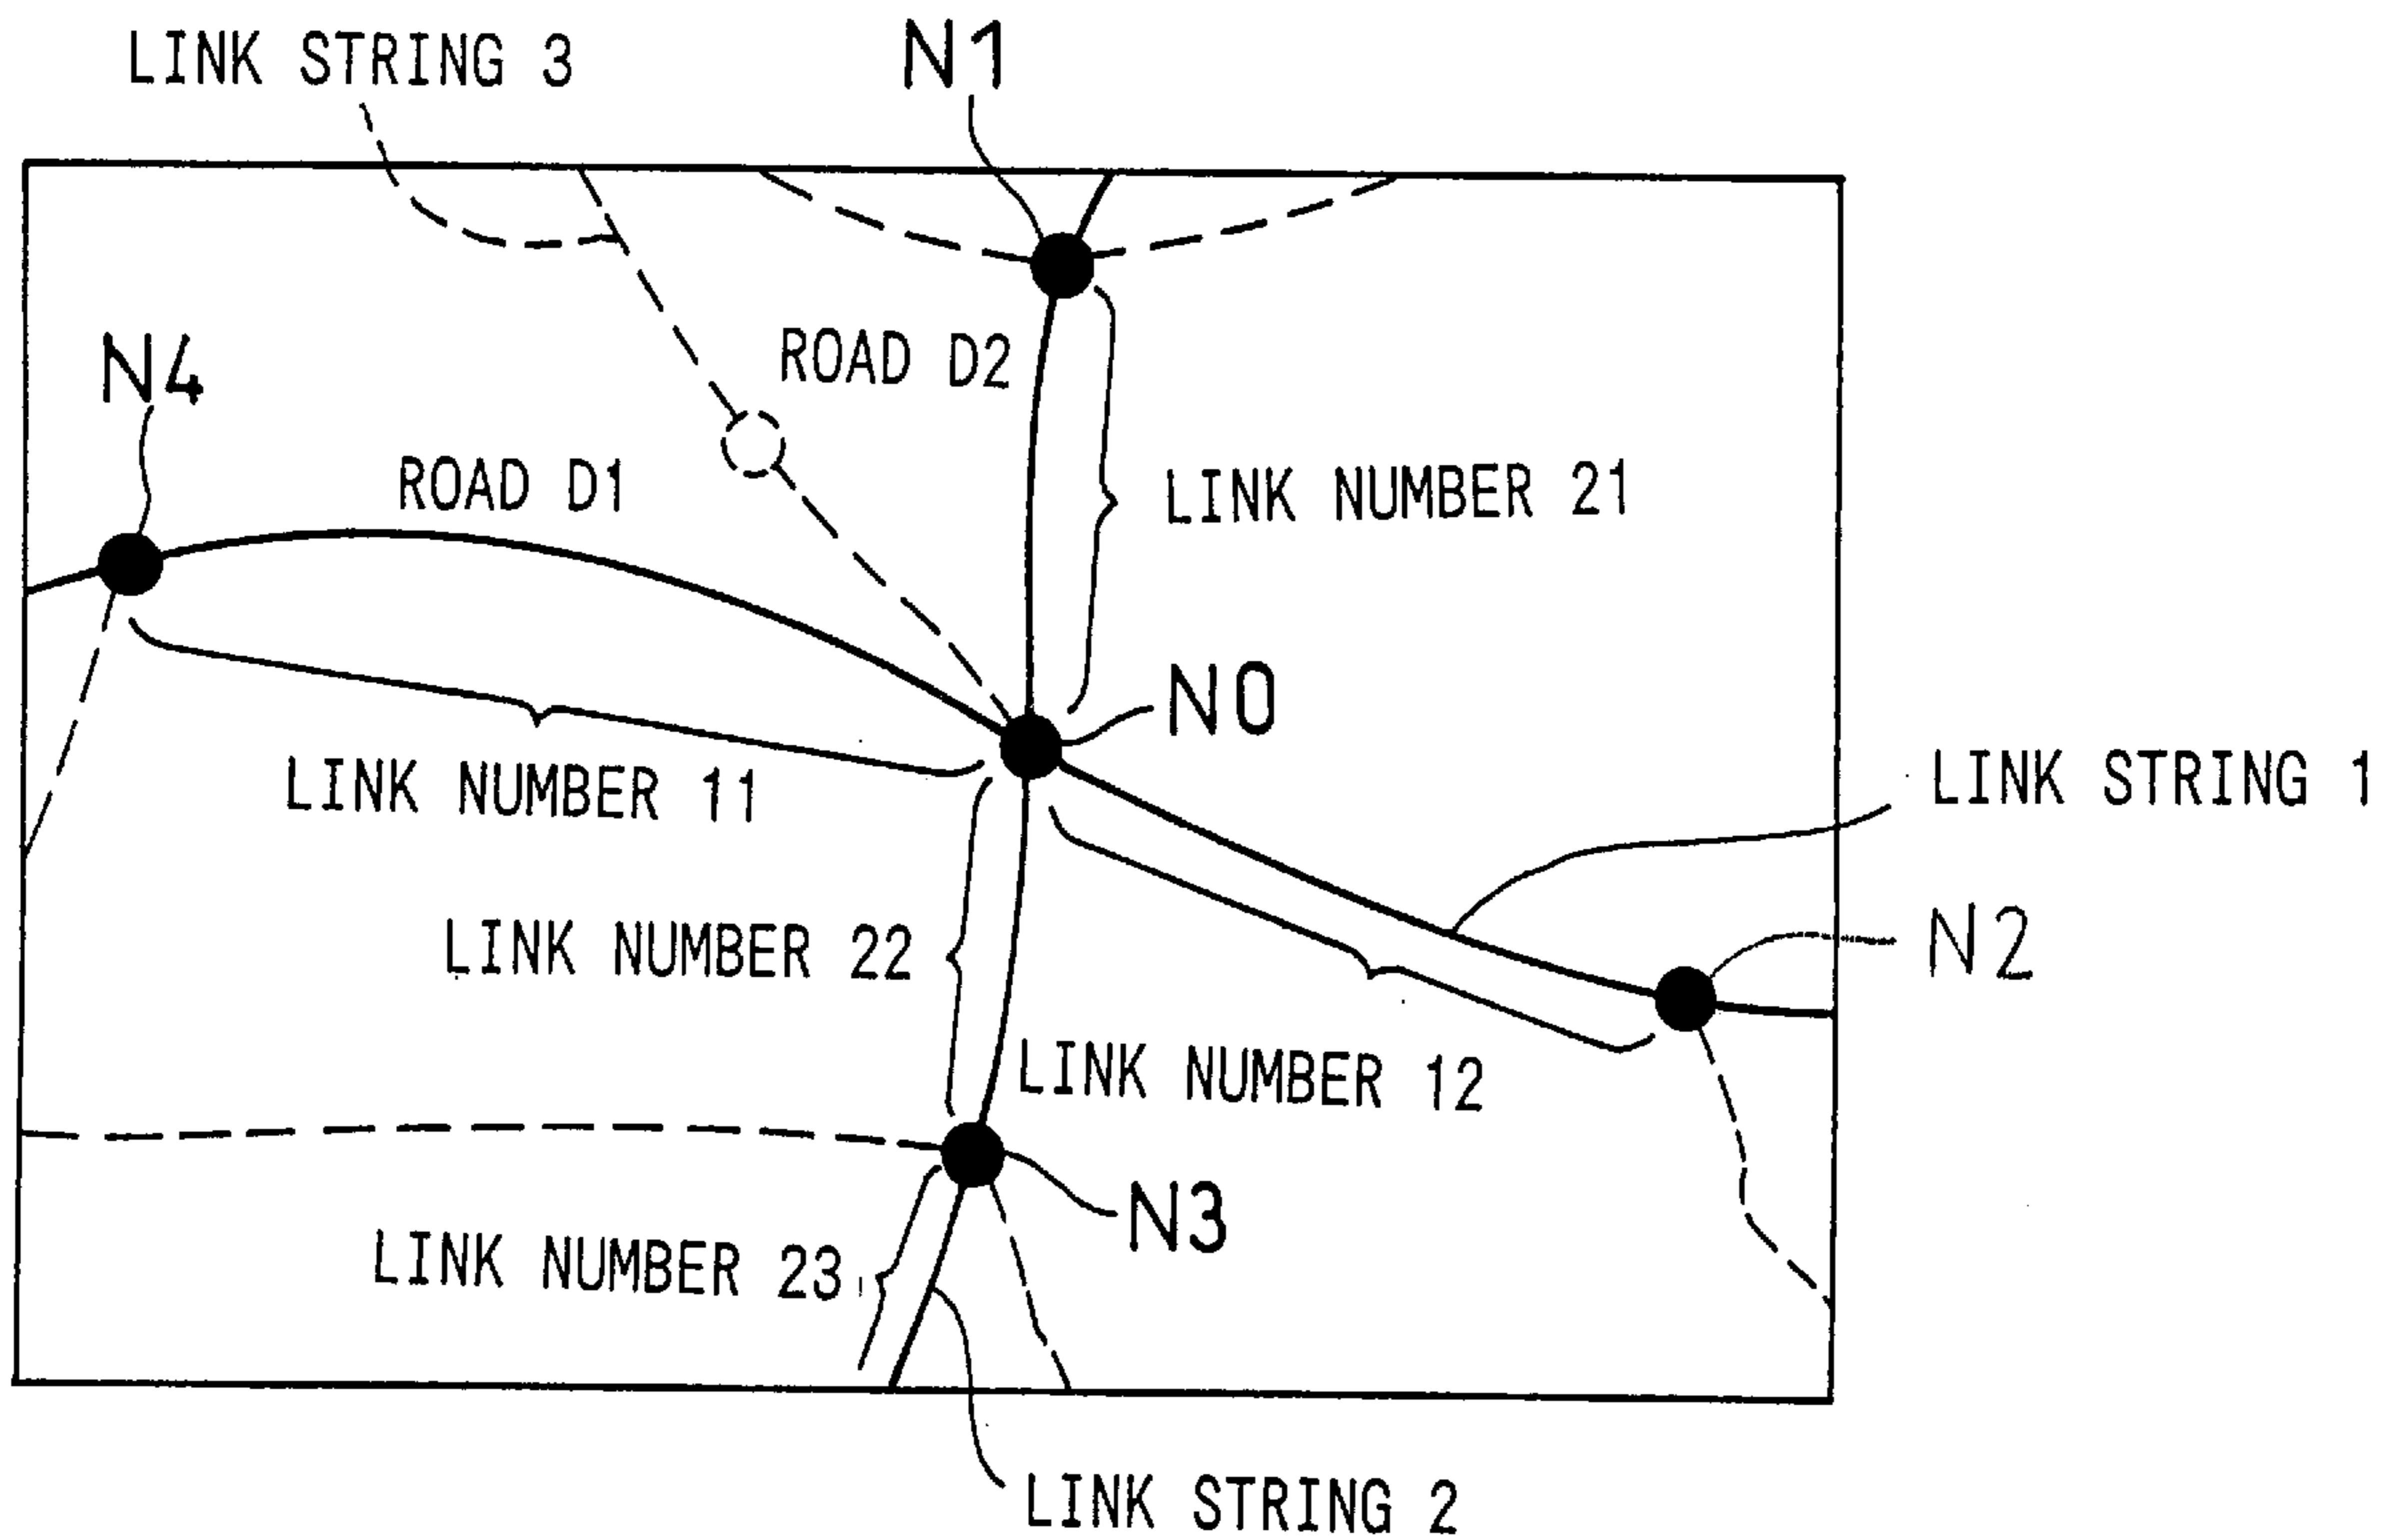 LINK STRING 3
N1
N4
ROAD D2
ROAD D1
LINK NUMBER 21
N0
LINK STRING 1
LINK NUMBER 11
N2
LINK NUMBER 22
LINK NUMBER 12
N3
LINK NUMBER 23
LINK STRING 2